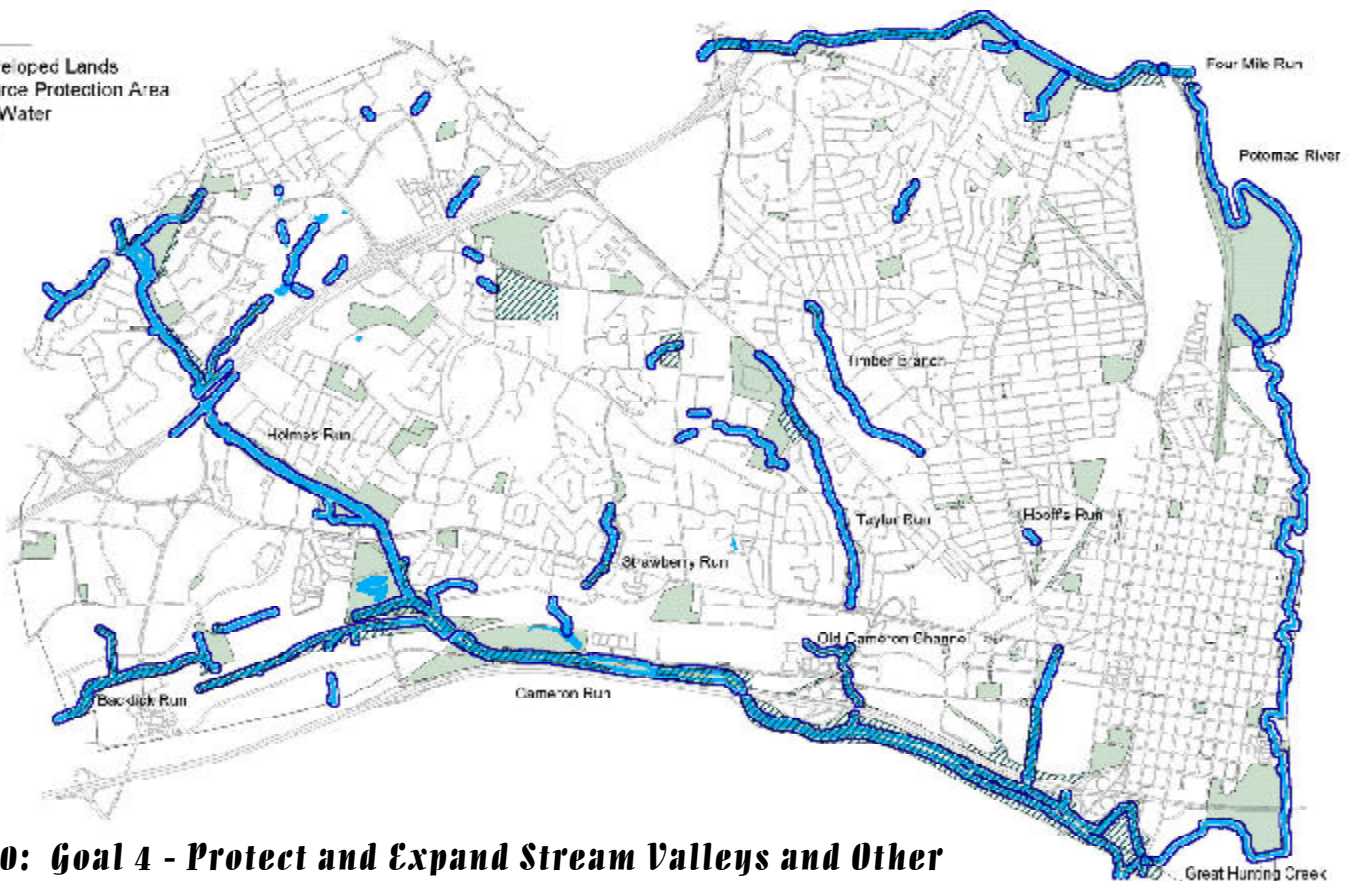 eloped Lands
rce Protection Area
Water
Four Mile Run
Potomac River
Timber Branch
Holmes Run
Taylor Run
Hooff's Run
Strawberry Run
Old Cameron Channel
Backlick Run
Cameron Run
0: Goal 4 - Protect and Expand Stream Valleys and Other
Great Hunting Creek